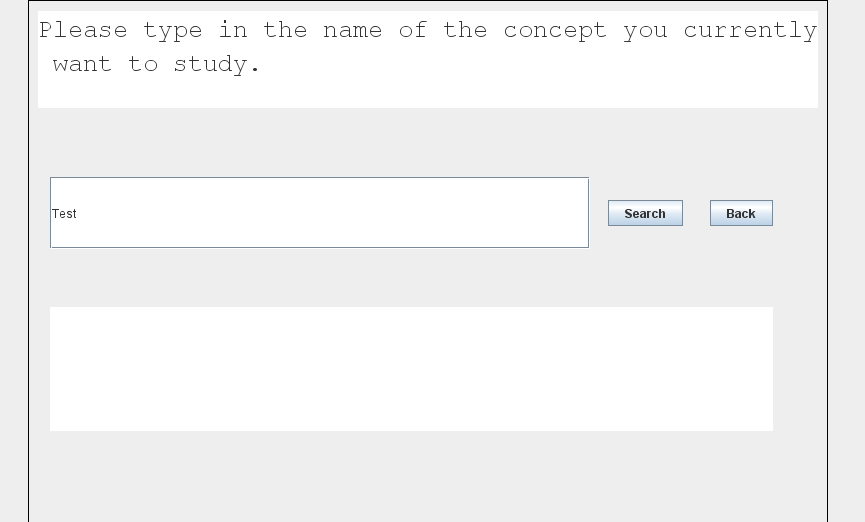 Please type in the name of the concept you currently
want to study.
Test
Search
Back